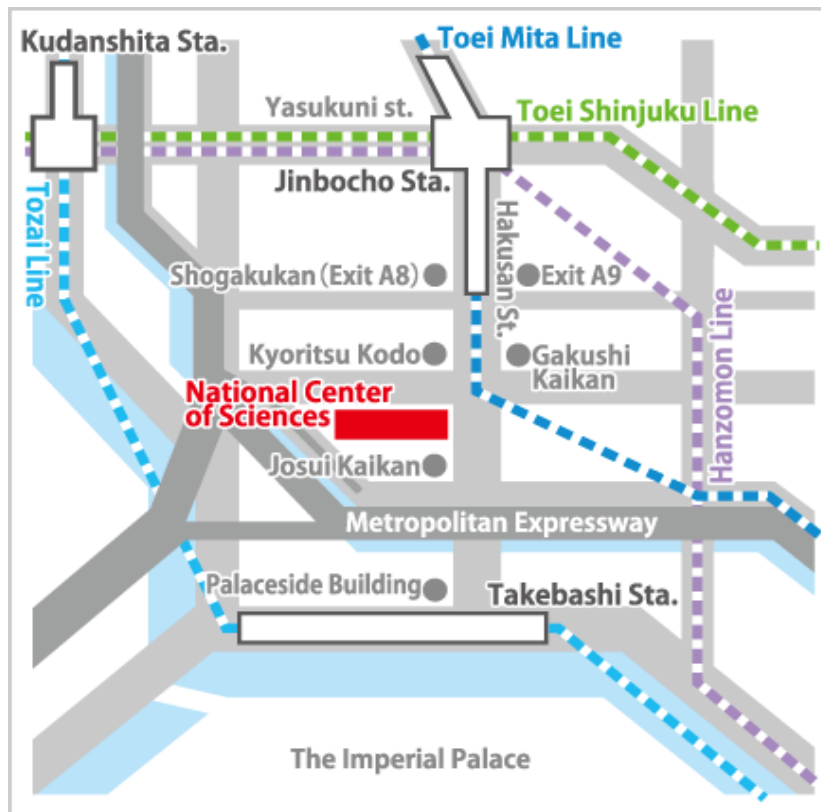 Kudanshita Sta.
Toei Mita Line
Yasukuni st.
Toei Shinjuku Line
Jinbocho Sta.
Tozai Line
Hakusan St.
Shogakukan (Exit A8)
Exit A9
Kyoritsu Kodo
Gakushi
Kaikan
Hanzomon Line
National Center
of Sciences
Josui Kaikan
Metropolitan Expressway
Palaceside Building
Takebashi Sta.
The Imperial Palace